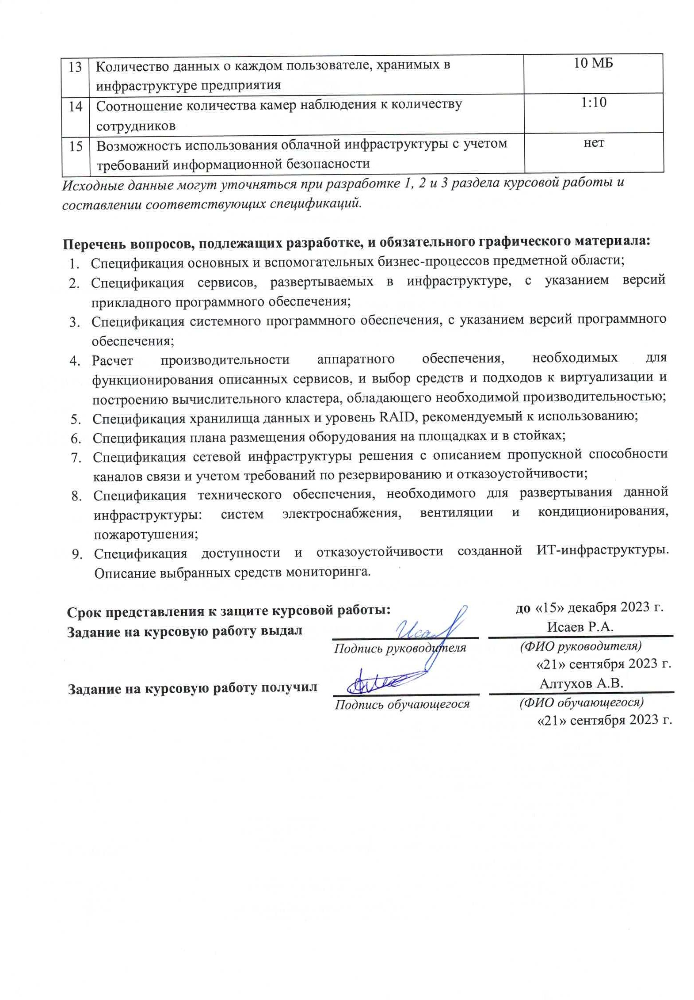 13 Количество данных о каждом пользователе, хранимых в 10 МБ
инфраструктуре предприятия
14 Соотношение количества камер наблюдения к количеству 1:10
сотрудников
15 Возможность использования облачной инфраструктуры с учетом нет
требований информационной безопасности
Исходные данные могут уточняться при разработке 1, 2 и 3 раздела курсовой работы и
составлении соответствующих спецификаций.
Перечень вопросов, подлежащих разработке, и обязательного графического материала:
1. Спецификация основных и вспомогательных бизнес-процессов предметной области;
2. Спецификация сервисов, развертываемых в инфраструктуре, с указанием версий
прикладного программного обеспечения;
3. Спецификация системного программного обеспечения, с указанием версий программного
обеспечения;
4. Расчет производительности аппаратного обеспечения, необходимых для
функционирования описанных сервисов, и выбор средств и подходов к виртуализации и
построению вычислительного кластера, обладающего необходимой производительностью;
5. Спецификация хранилища данных и уровень RAID, рекомендуемый к использованию;
6. Спецификация плана размещения оборудования на площадках и в стойках;
7. Спецификация сетевой инфраструктуры решения с описанием пропускной способности
каналов связи и учетом требований по резервированию и отказоустойчивости;
8. Спецификация технического обеспечения, необходимого для развертывания данной
инфраструктуры: систем электроснабжения, вентиляции и кондиционирования,
пожаротушения;
9. Спецификация доступности и отказоустойчивости созданной ИТ-инфраструктуры.
Описание выбранных средств мониторинга.
Срок представления к защите курсовой работы: до «15» декабря 2023 г.
Задание на курсовую работу выдал Исаев Р.А.
Подпись руководителя (ФИО руководителя)
«21» сентября 2023 г.
Задание на курсовую работу получил Алтухов А.В.
Подпись обучающегося (ФИО обучающегося)
«21» сентября 2023 г.